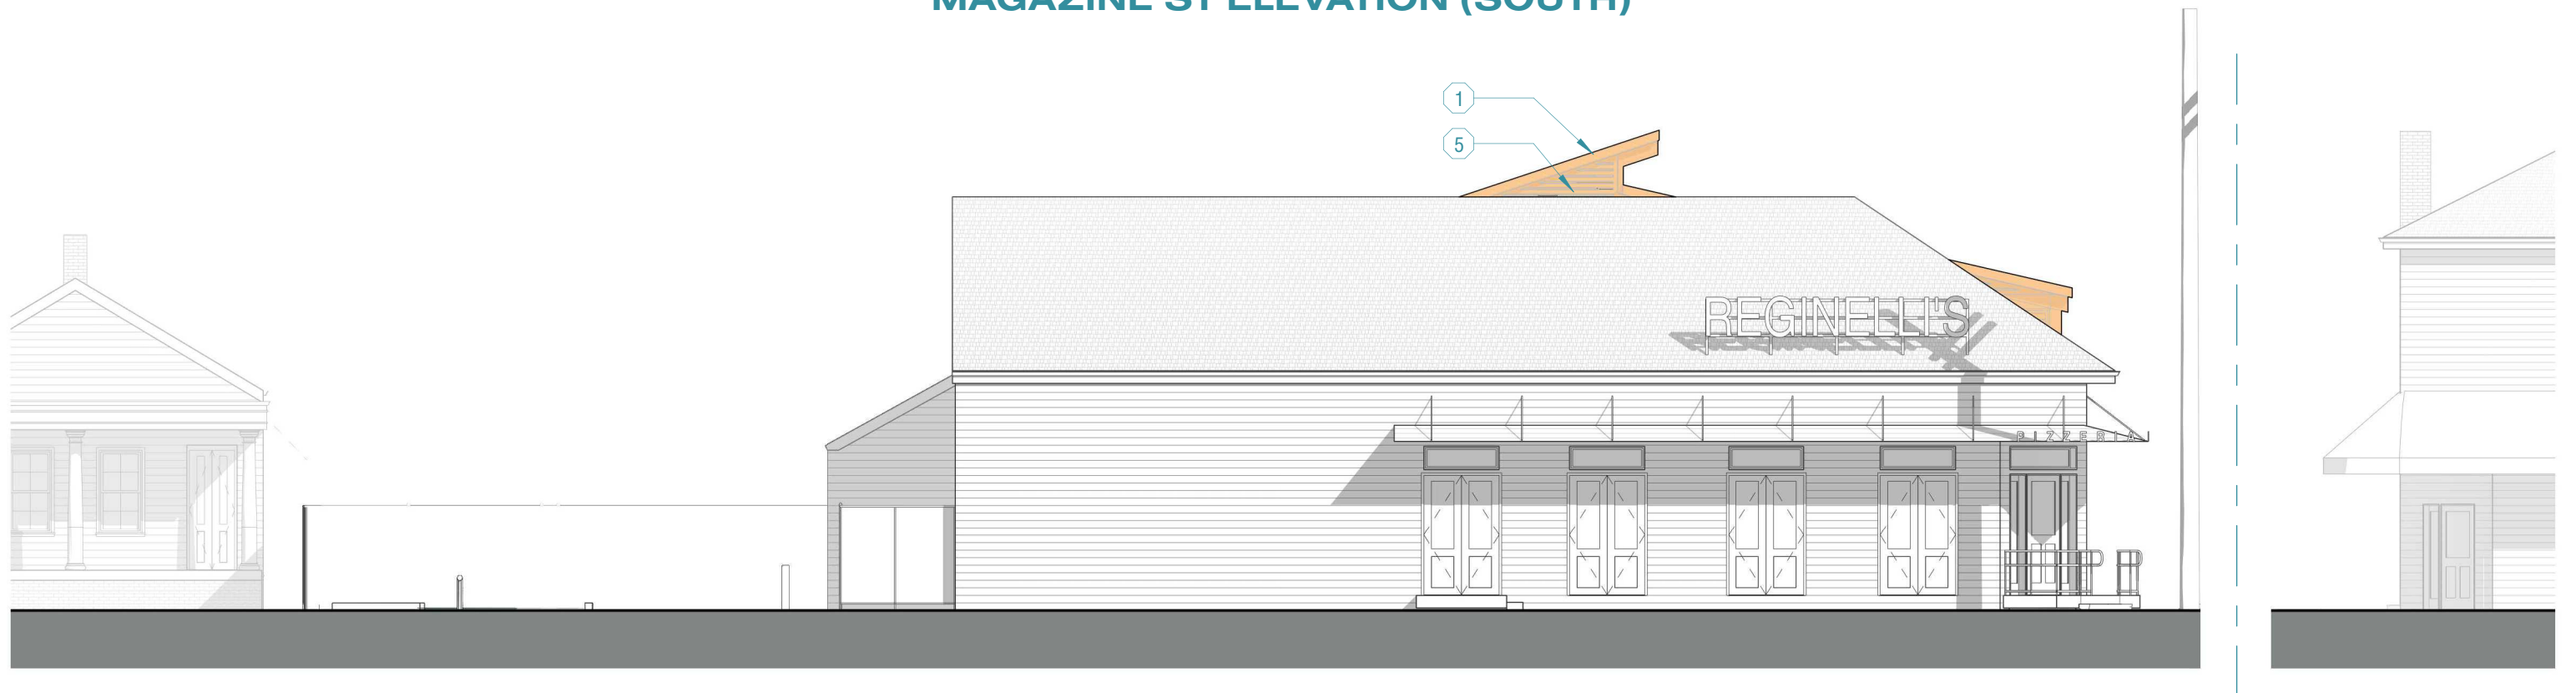 MAGAZINE ST ELEVATION (SOUTH)
1
5
REGINELLI'S
PIZZERIA